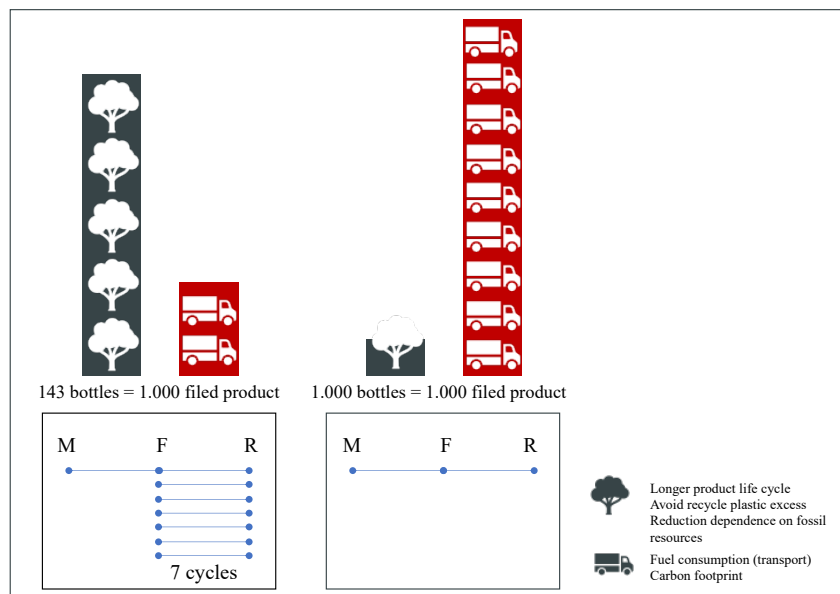 143 bottles = 1.000 filed product
1.000 bottles = 1.000 filed product
M F R
7 cycles
M F R
Longer product life cycle
Avoid recycle plastic excess
Reduction dependence on fossil
resources
Fuel consumption (transport)
Carbon footprint